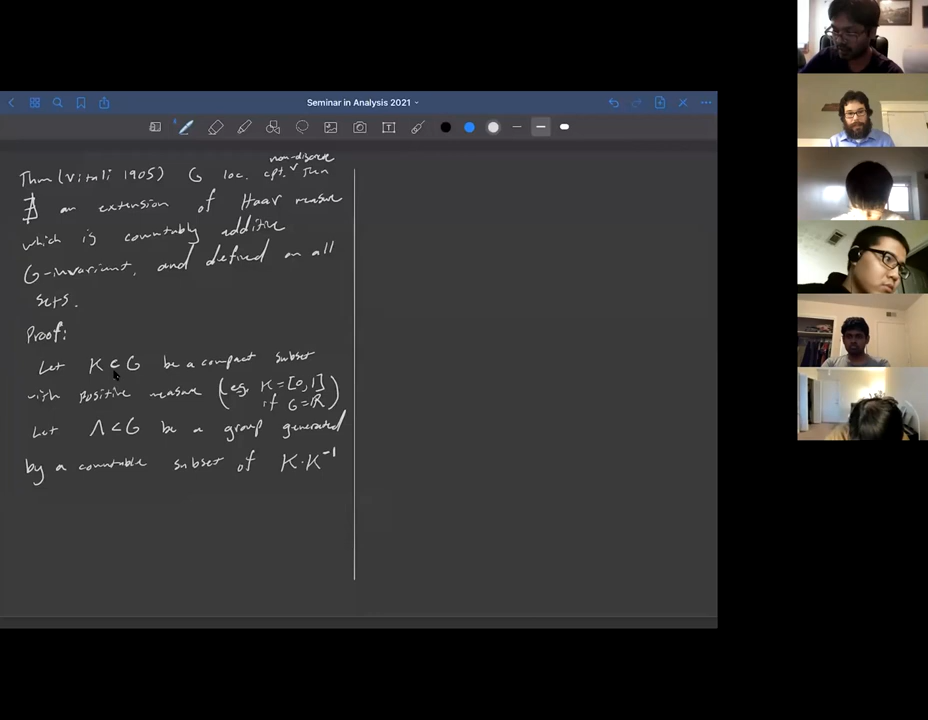 Seminar in Analysis 2021
non-discrete
Thm (Vitali 1905) G loc. cpt. Then
∄ an extension of Haar measure
which is countably additive
G-invariant, and defined on all
sets.
Proof:
Let K ⊂ G be a compact subset
with positive measure (e.g. K = [0,1]
if G = ℝ)
Let Λ < G be a group generated
by a countable subset of K·K⁻¹